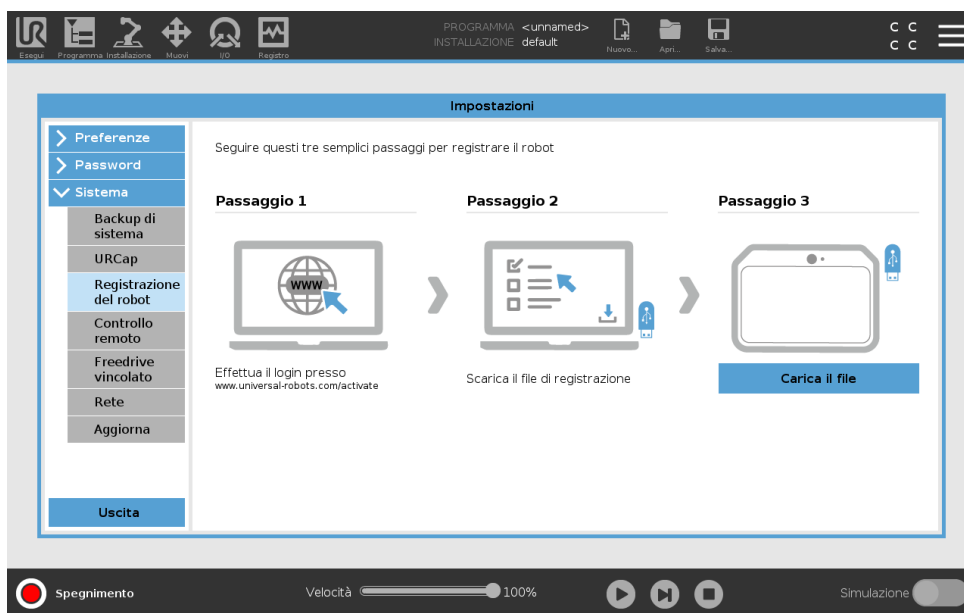 UR
PROGRAMMA <unnamed>
INSTALLAZIONE default
Esegui Programma Installazione Muovi I/O Registro
Nuovo... Apri... Salva...
C C
C C
Impostazioni
Preferenze
Password
Sistema
Backup di
sistema
URCap
Registrazione
del robot
Controllo
remoto
Freedrive
vincolato
Rete
Aggiorna
Uscita
Seguire questi tre semplici passaggi per registrare il robot
Passaggio 1
WWW
Effettua il login presso
www.universal-robots.com/activate
Passaggio 2
Scarica il file di registrazione
Passaggio 3
Carica il file
Spegnimento
Velocità 100%
Simulazione